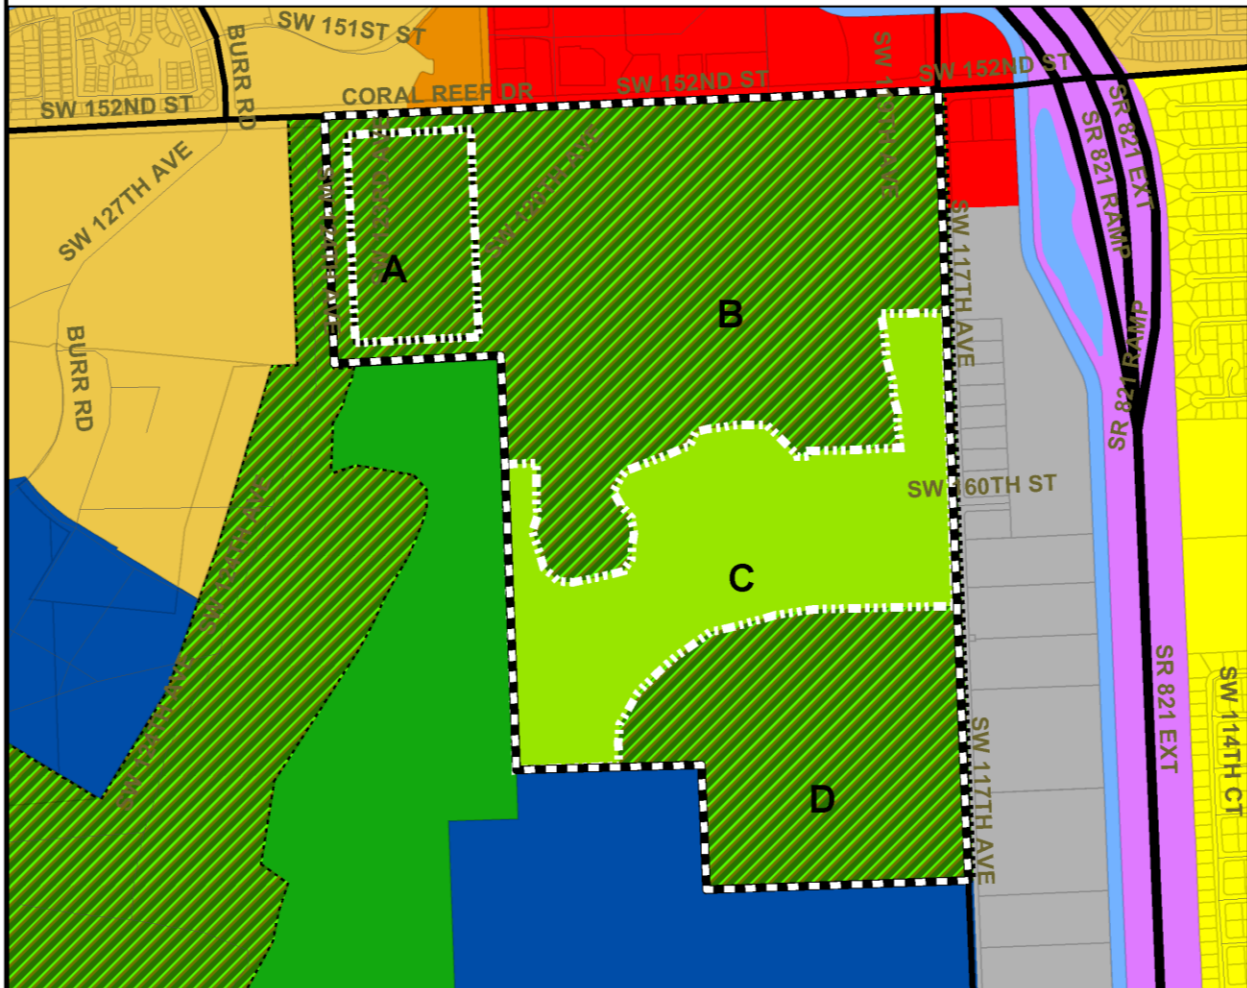 SW 151ST ST
BURR RD
SW 152ND ST
CORAL REEF DR
SW 152ND ST
SW 152ND ST
SR 821 EXT
SR 821 RAMP
SW 127TH AVE
SW 117TH AVE
A
B
BURR RD
SR 821 RAMP
SW 160TH ST
C
D
SR 821 EXT
SW 114TH CT
SW 117TH AVE